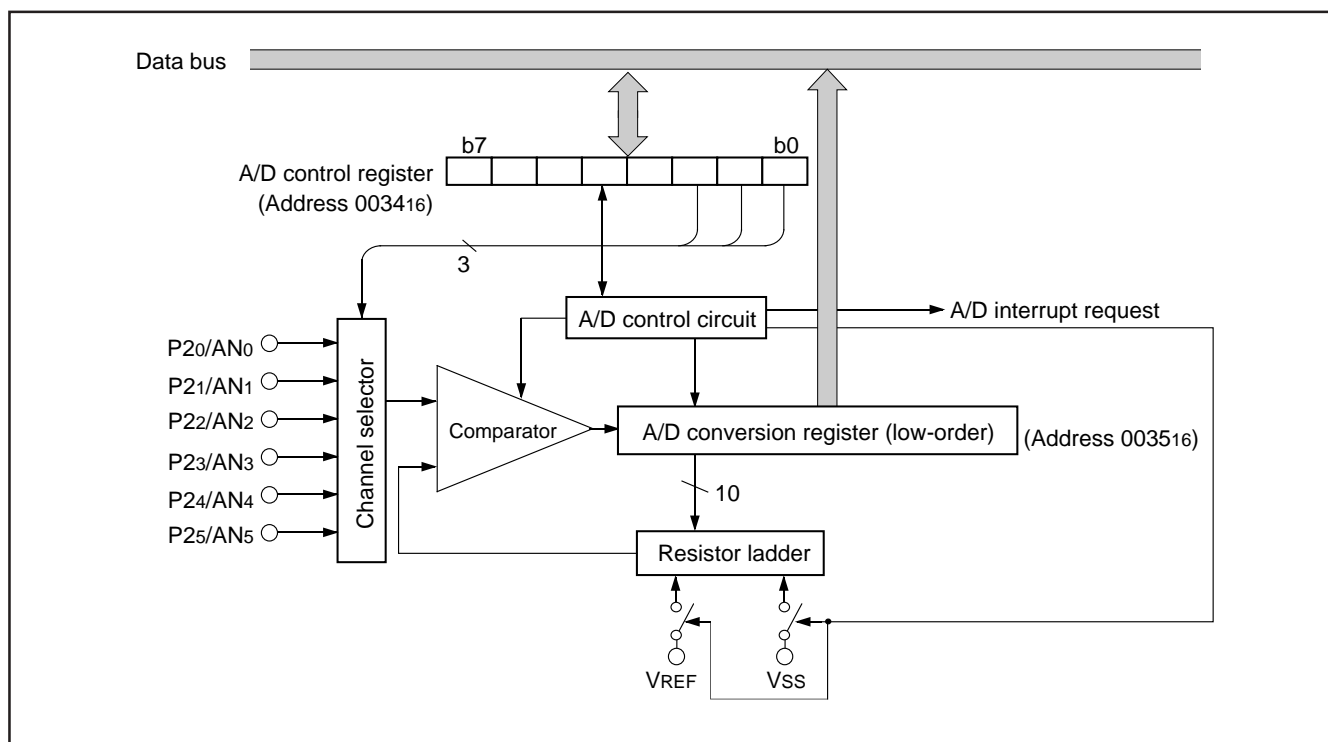 Data bus
b7 b0
A/D control register
(Address 003416)
3
A/D control circuit
A/D interrupt request
P20/AN0
P21/AN1
P22/AN2
P23/AN3
P24/AN4
P25/AN5
Channel selector
Comparator
A/D conversion register (low-order)
(Address 003516)
10
Resistor ladder
VREF
VSS